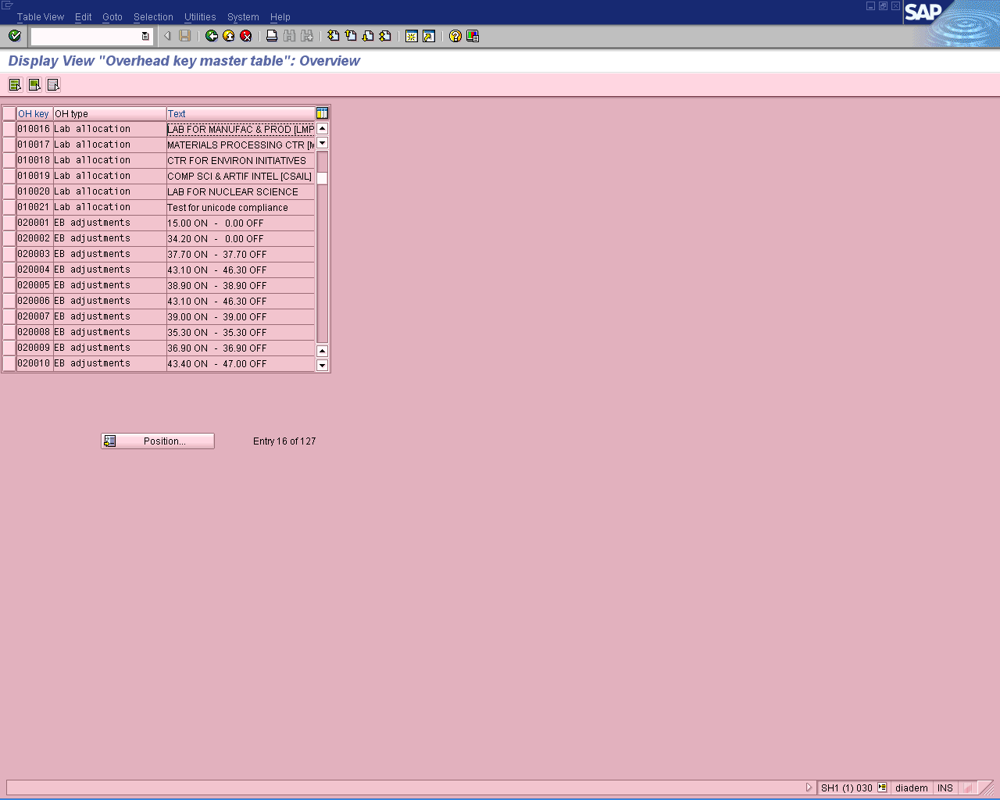 Table View Edit Goto Selection Utilities System Help
SAP
Display View "Overhead key master table": Overview
OH key OH type Text
010016 Lab allocation LAB FOR MANUFAC & PROD [LMP
010017 Lab allocation MATERIALS PROCESSING CTR [M
010018 Lab allocation CTR FOR ENVIRON INITIATIVES
010019 Lab allocation COMP SCI & ARTIF INTEL [CSAIL]
010020 Lab allocation LAB FOR NUCLEAR SCIENCE
010021 Lab allocation Test for unicode compliance
020001 EB adjustments 15.00 ON - 0.00 OFF
020002 EB adjustments 34.20 ON - 0.00 OFF
020003 EB adjustments 37.70 ON - 37.70 OFF
020004 EB adjustments 43.10 ON - 46.30 OFF
020005 EB adjustments 38.90 ON - 38.90 OFF
020006 EB adjustments 43.10 ON - 46.30 OFF
020007 EB adjustments 39.00 ON - 39.00 OFF
020008 EB adjustments 35.30 ON - 35.30 OFF
020009 EB adjustments 36.90 ON - 36.90 OFF
020010 EB adjustments 43.40 ON - 47.00 OFF
Position... Entry 16 of 127
SH1 (1) 030 diadem INS